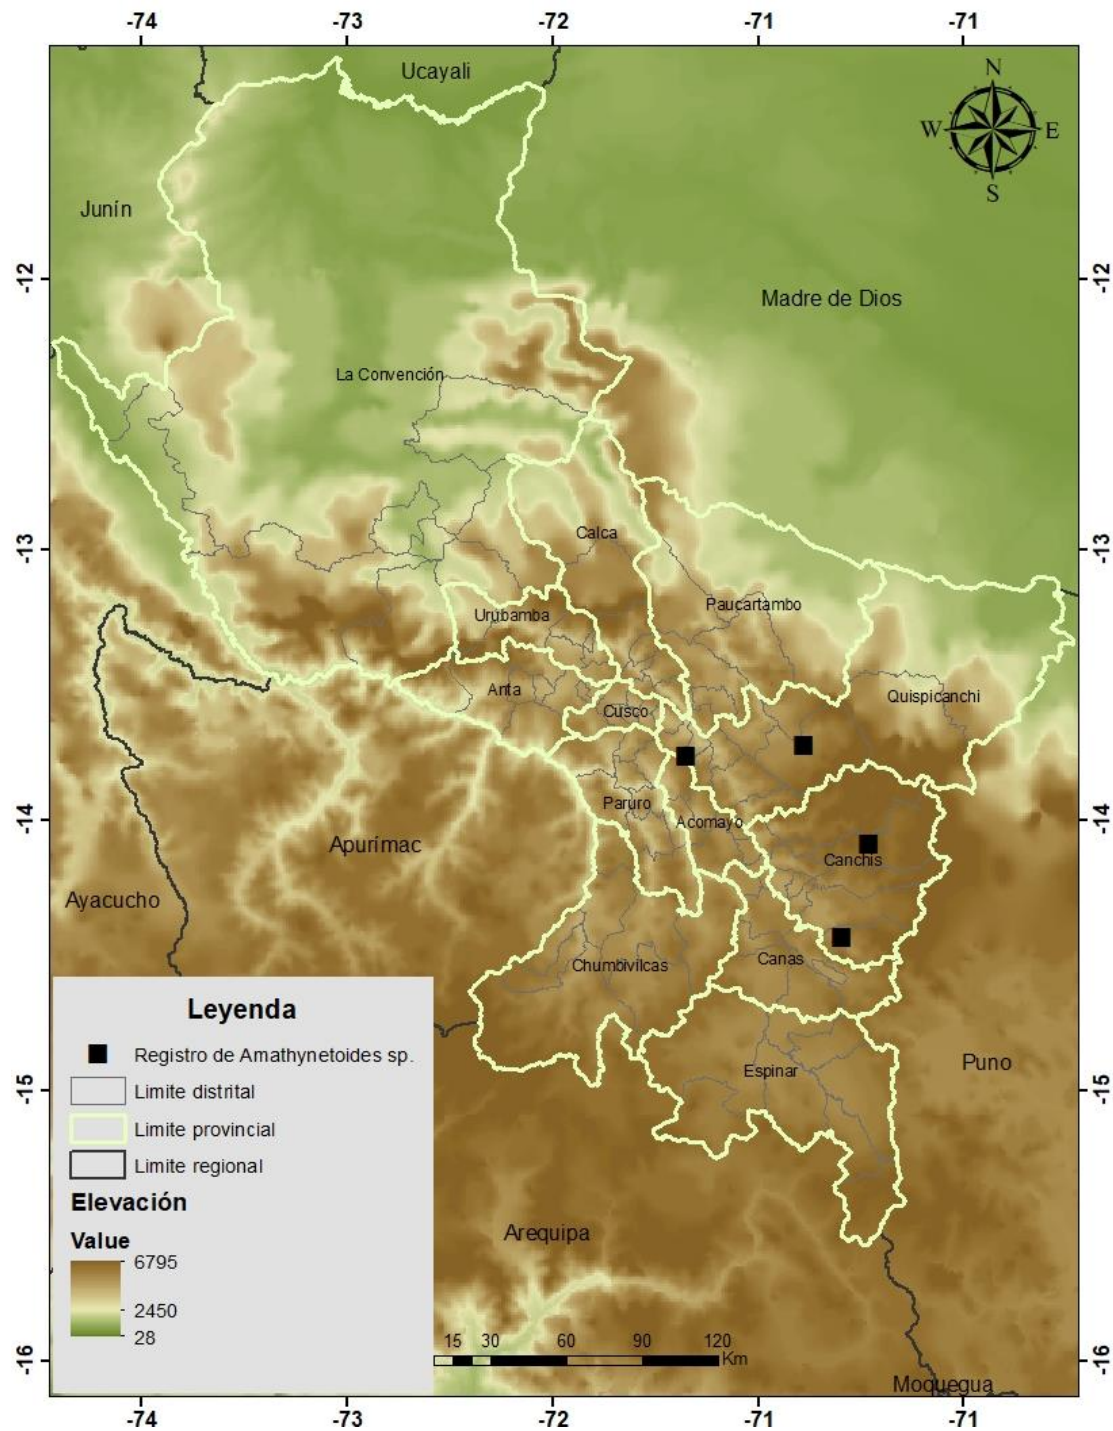 -74 -73 -72 -71 -71
Ucayali
N
W E
S
Junín
-12 -12
Madre de Dios
La Convención
Calca
-13 -13
Paucartambo
Urubamba
Anta
Quispicanchi
Cusco
Paruro
Acomayo
-14 -14
Apurímac
Canchis
Ayacucho
Canas
Chumbivilcas
Leyenda
Registro de Amathynetoides sp.
Limite distrital
Limite provincial
Limite regional
Puno
Espinar
-15 -15
Elevación
Value
6795
2450
28
Arequipa
15 30 60 90 120
Km
-16 -16
Moquegua
-74 -73 -72 -71 -71